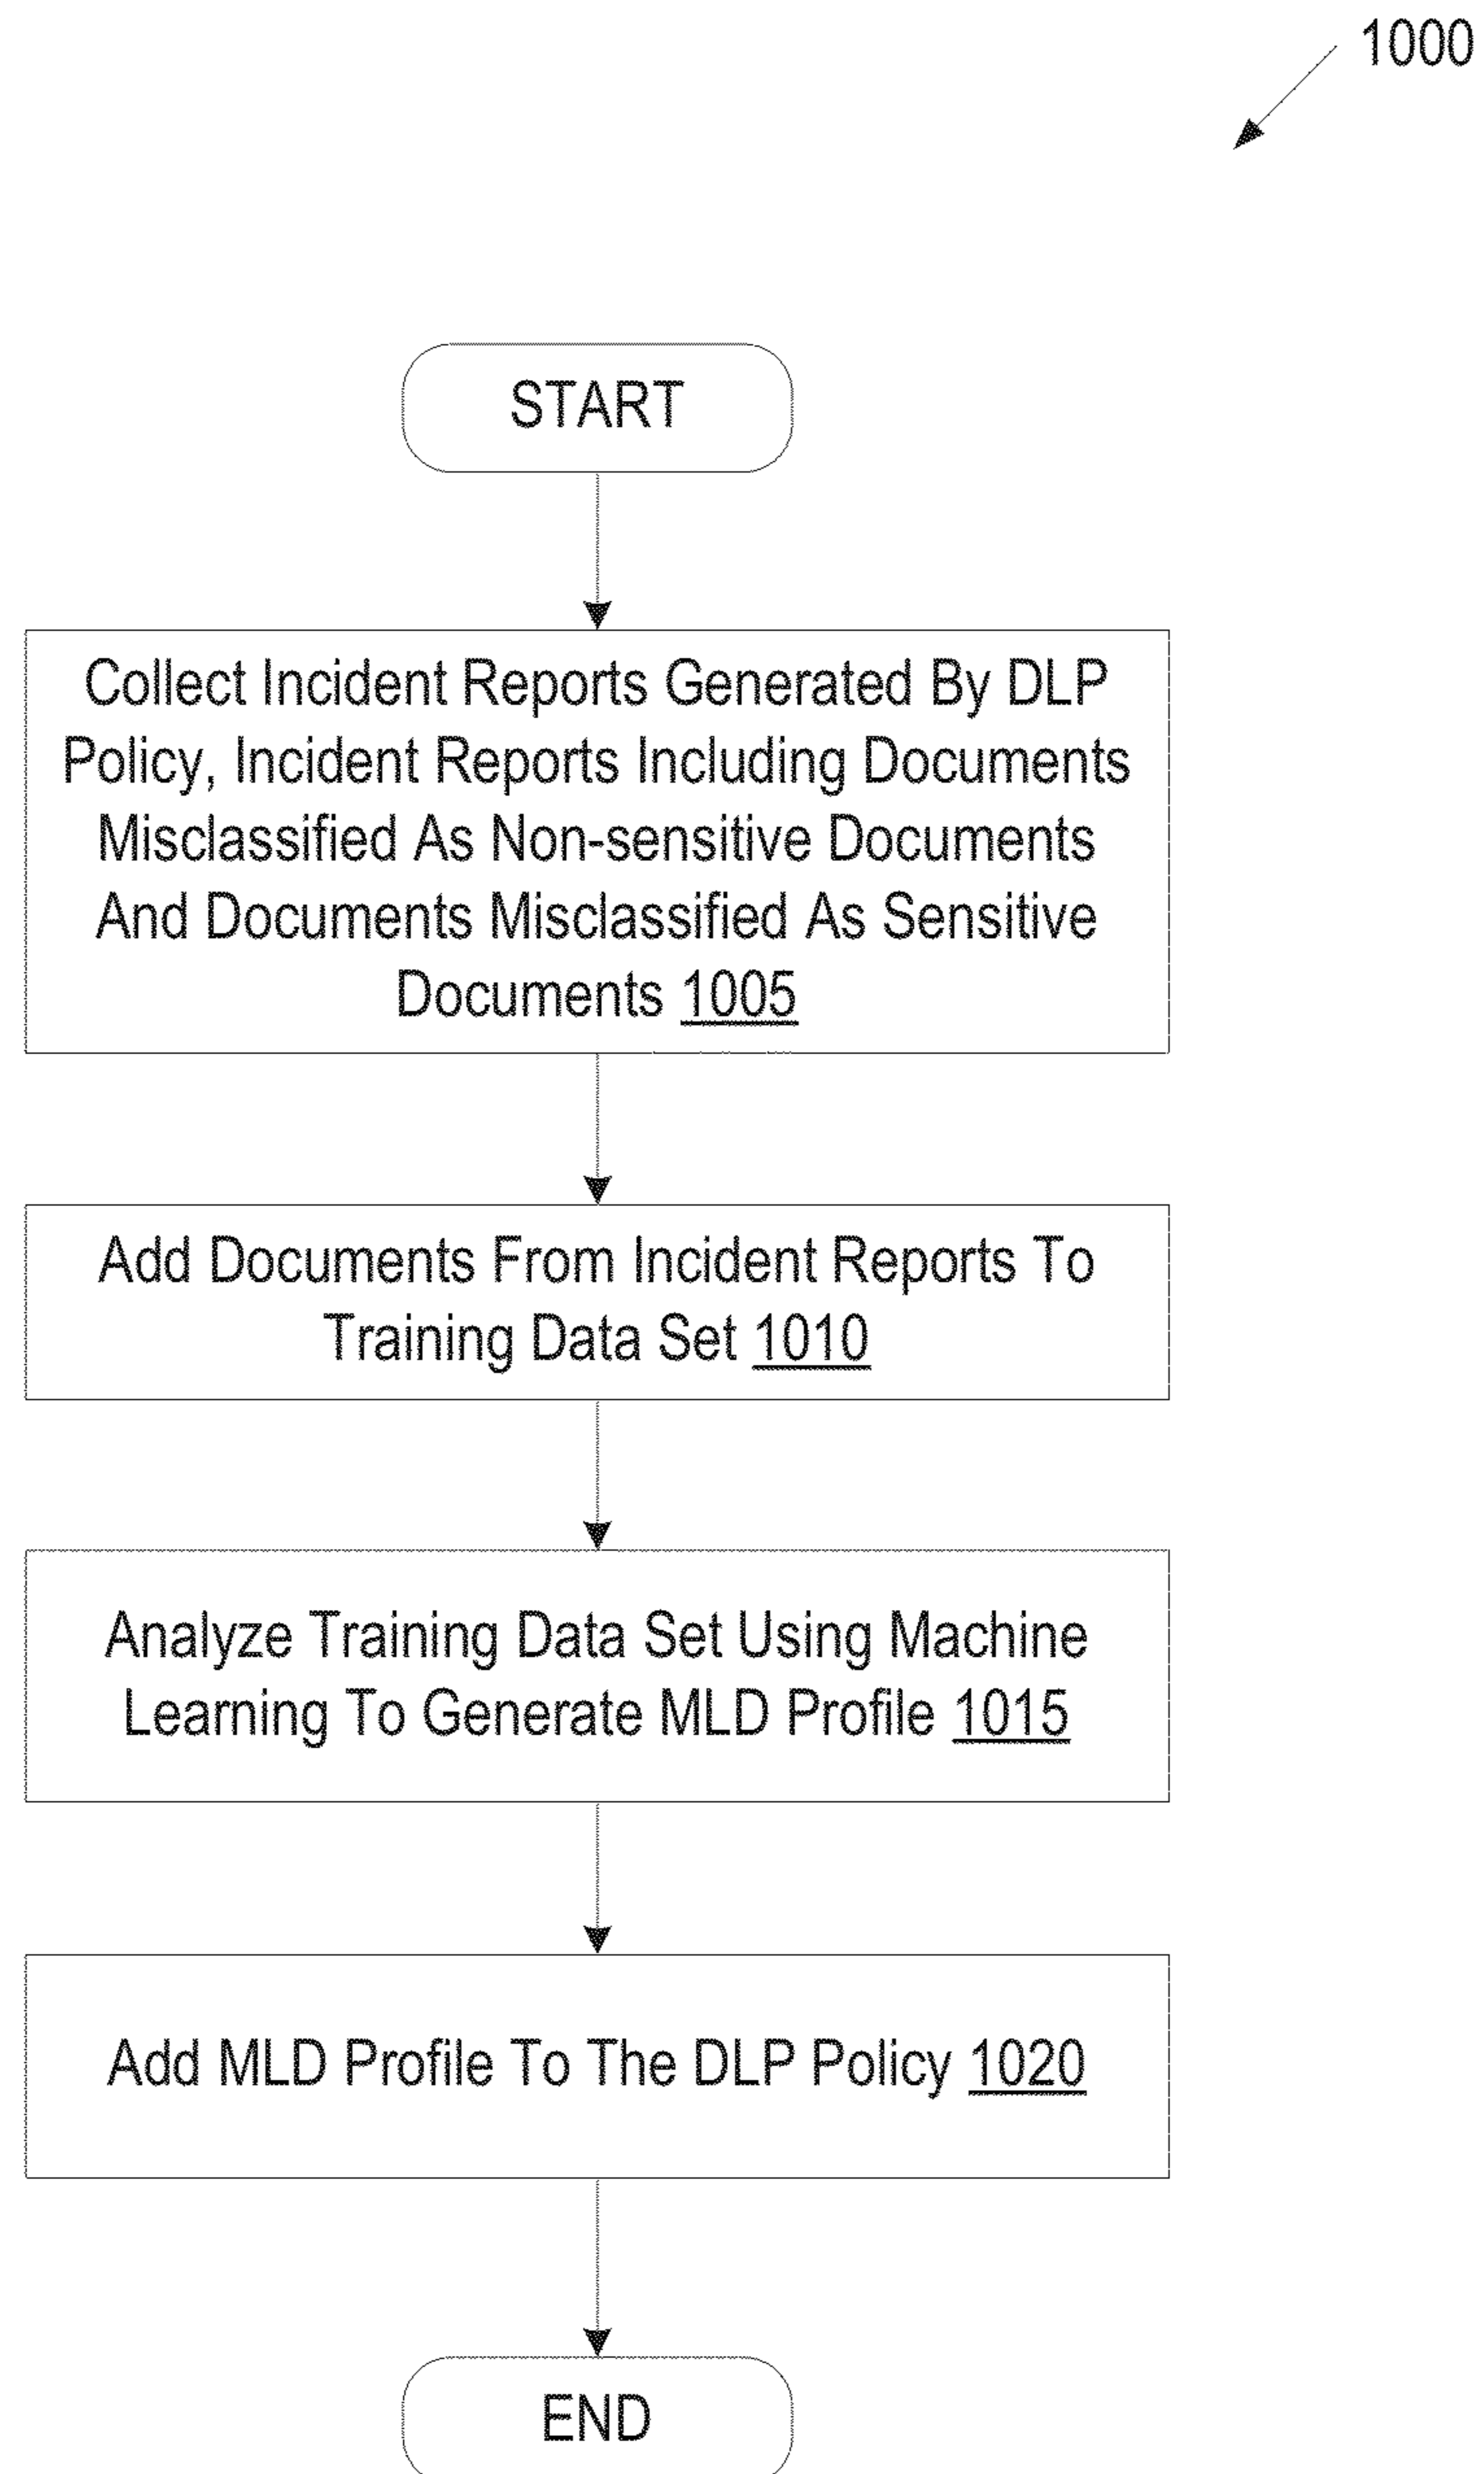 1000
START
Collect Incident Reports Generated By DLP
Policy, Incident Reports Including Documents
Misclassified As Non-sensitive Documents
And Documents Misclassified As Sensitive
Documents 1005
Add Documents From Incident Reports To
Training Data Set 1010
Analyze Training Data Set Using Machine
Learning To Generate MLD Profile 1015
Add MLD Profile To The DLP Policy 1020
END